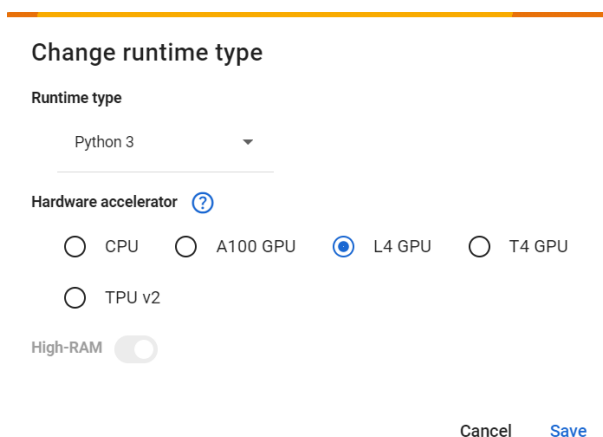 Change runtime type
Runtime type
Python 3
Hardware accelerator ?
CPU A100 GPU L4 GPU T4 GPU
TPU v2
High-RAM
Cancel Save